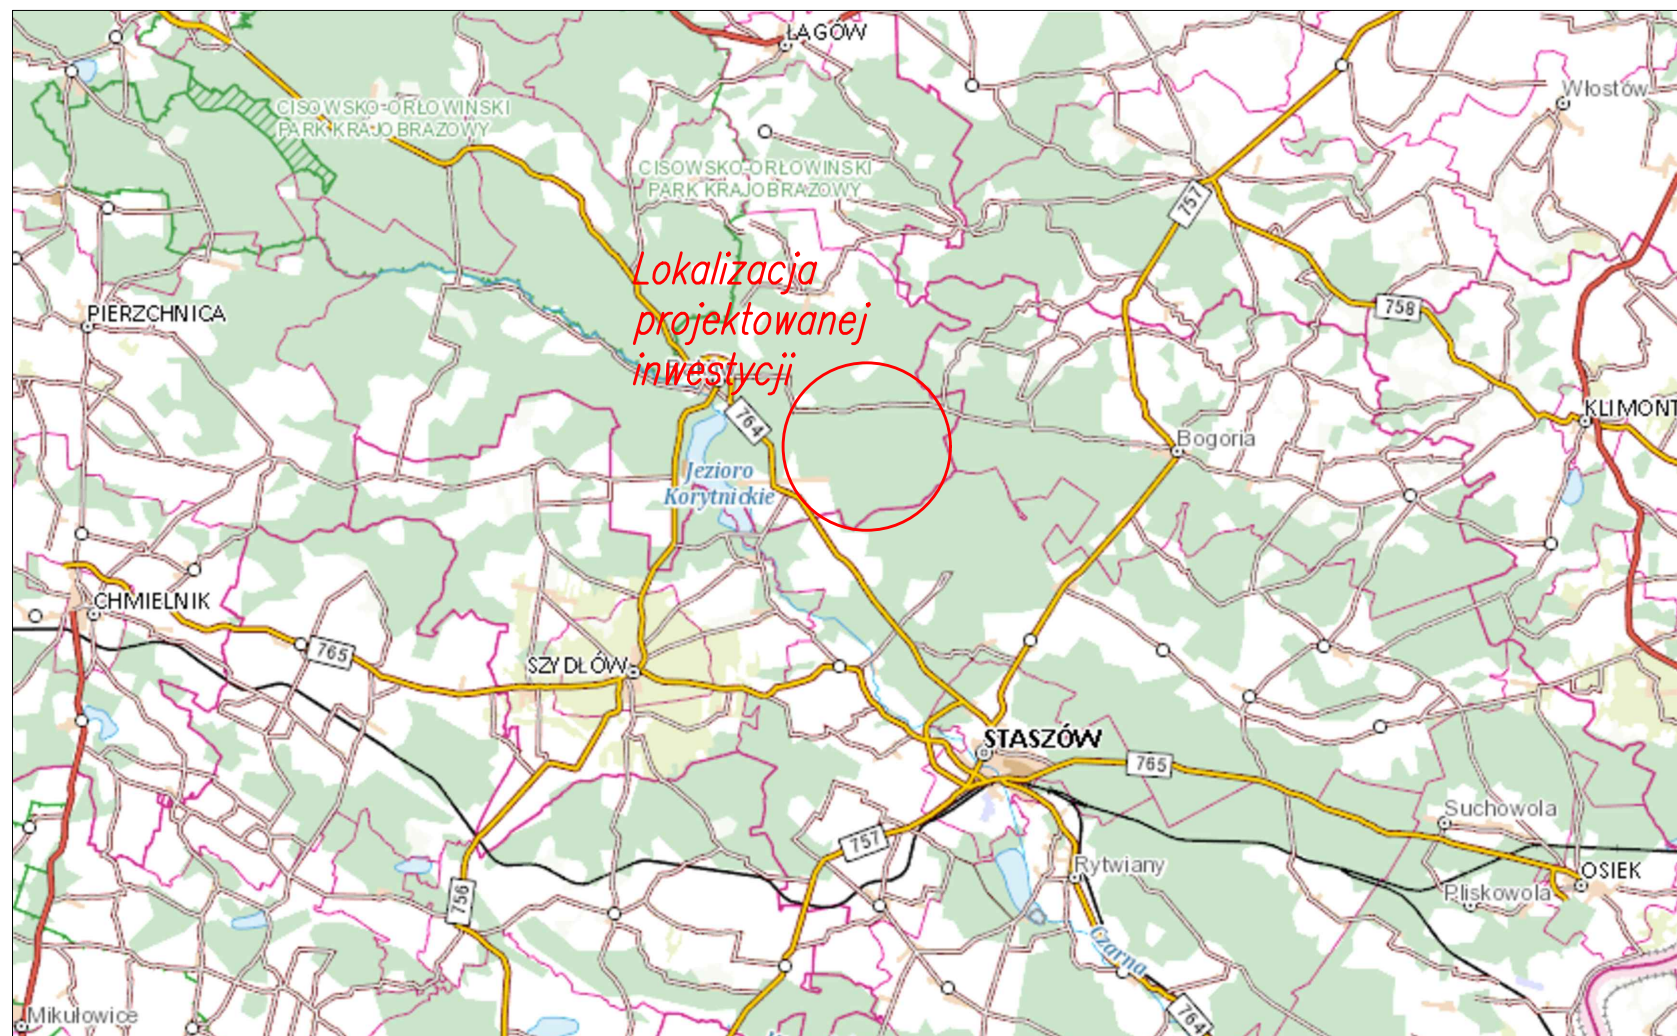 ŁAGÓW
Włostów
CISOWSKO-ORŁOWIŃSKI
PARK KRAJOBRAZOWY
CISOWSKO-ORŁOWIŃSKI
PARK KRAJOBRAZOWY
757
Lokalizacja
projektowanej
inwestycji
PIERZCHNICA
758
KLIMONT
764
Bogoria
Jezioro
Korytnickie
CHMIELNIK
765
SZYDŁÓW
STASZÓW
765
Suchowola
757
Rytwiany
OSIEK
756
Pliskowola
Czarna
Mikułowice
764